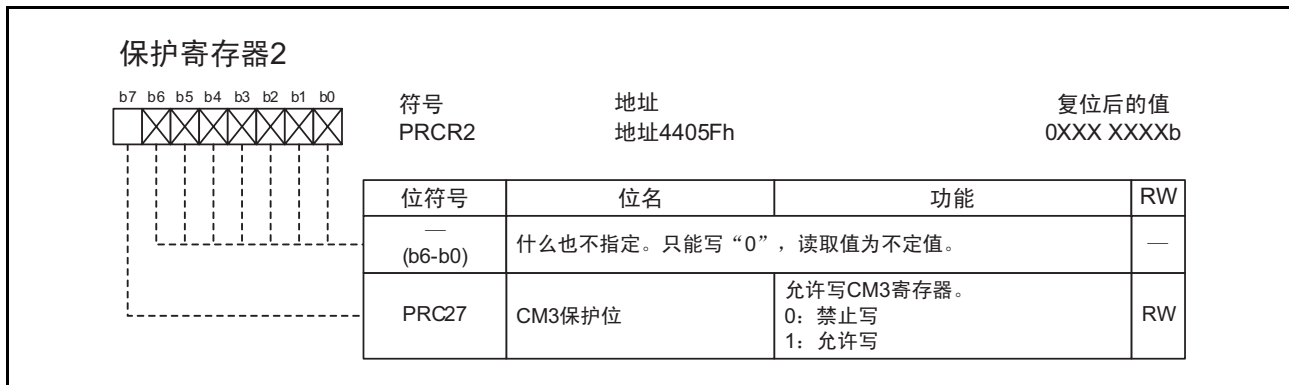 保护寄存器2
b7 b6 b5 b4 b3 b2 b1 b0
符号 地址 复位后的值
PRCR2 地址4405Fh 0XXX XXXXb
位符号 位名 功能 RW
—
(b6-b0) 什么也不指定。只能写“0”，读取值为不定值。 —
PRC27 CM3保护位 允许写CM3寄存器。
0：禁止写
1：允许写 RW